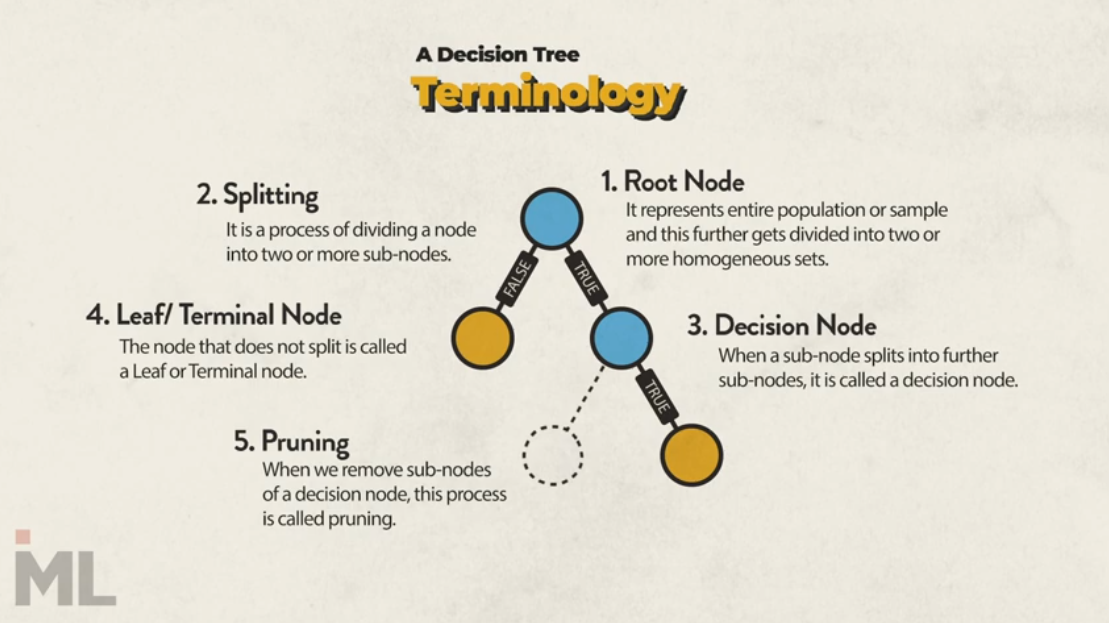 A Decision Tree
Terminology
1. Root Node
It represents entire population or sample
and this further gets divided into two or
more homogeneous sets.
2. Splitting
It is a process of dividing a node
into two or more sub-nodes.
FALSE
TRUE
3. Decision Node
When a sub-node splits into further
sub-nodes, it is called a decision node.
4. Leaf/ Terminal Node
The node that does not split is called
a Leaf or Terminal node.
TRUE
5. Pruning
When we remove sub-nodes
of a decision node, this process
is called pruning.
iML